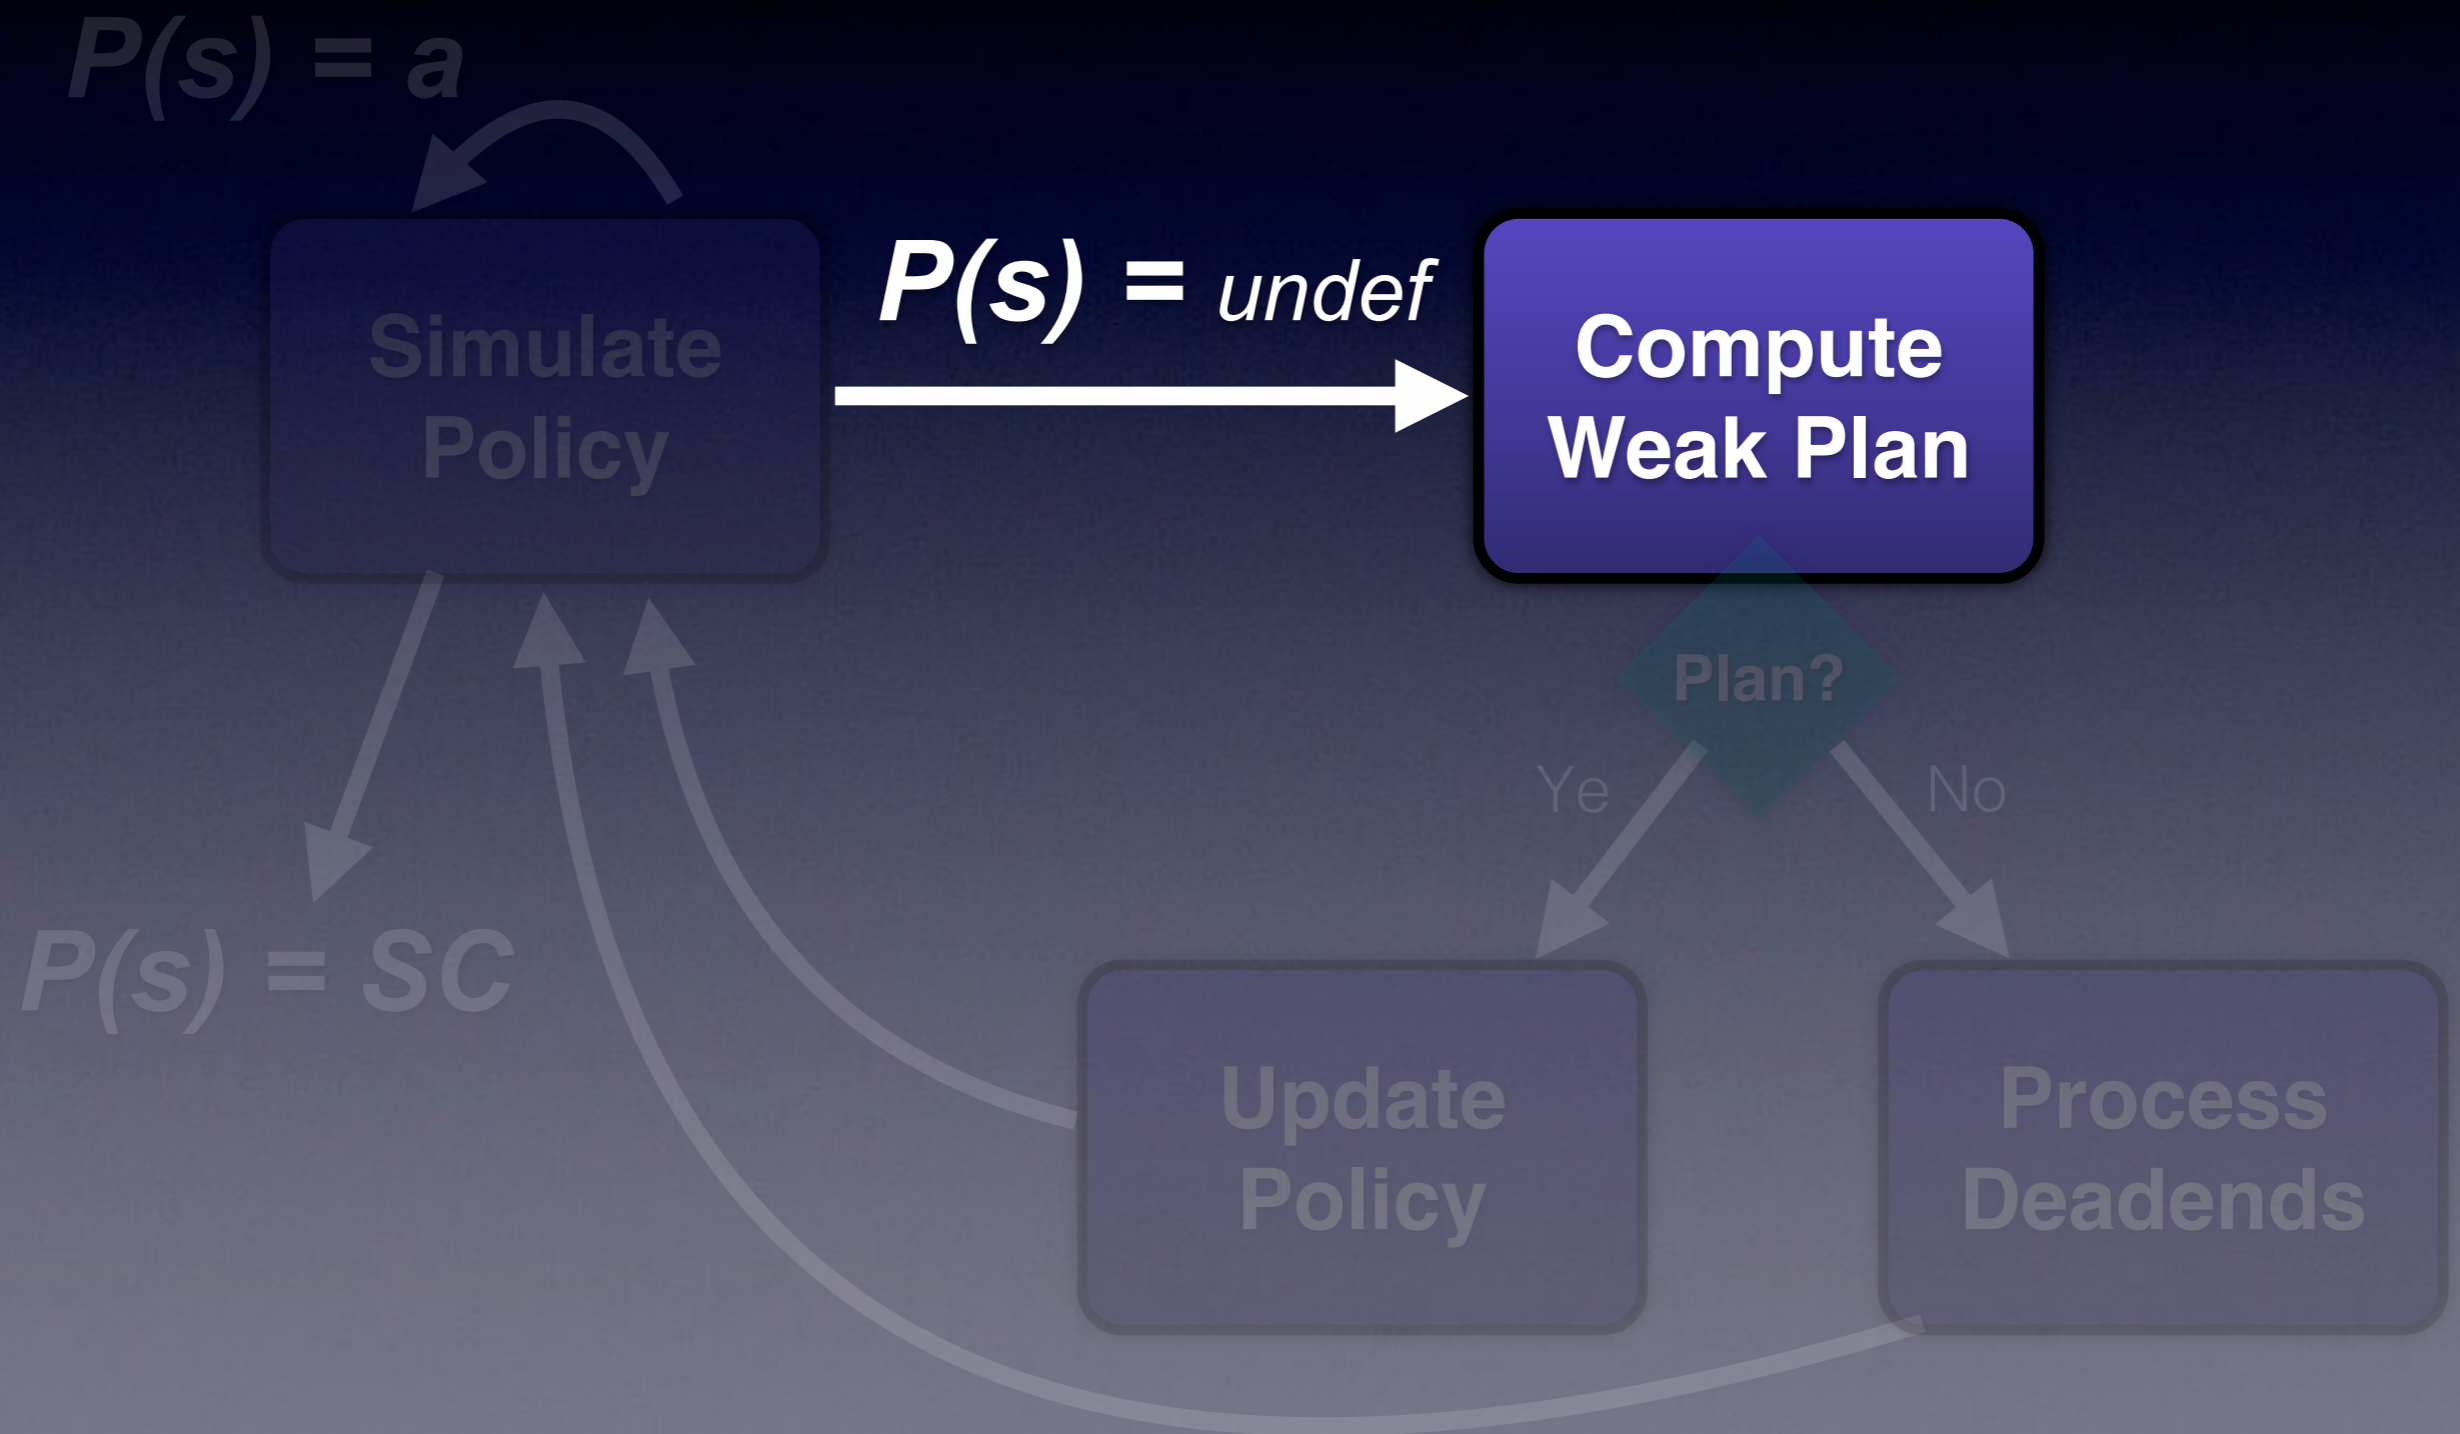 P(s) = a
Simulate
Policy
P(s) = undef
Compute
Weak Plan
Plan?
Ye
No
P(s) = SC
Update
Policy
Process
Deadends